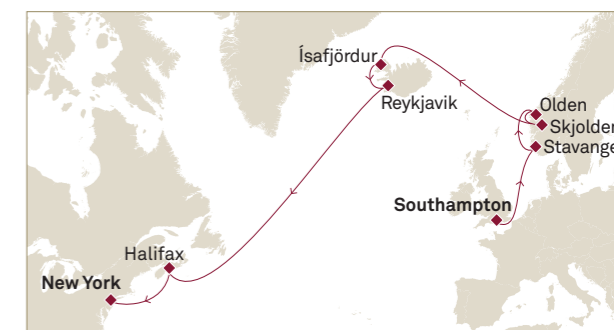 Ísafjördur
Reykjavik
Olden
Skjolden
Stavange
Southampton
Halifax
New York